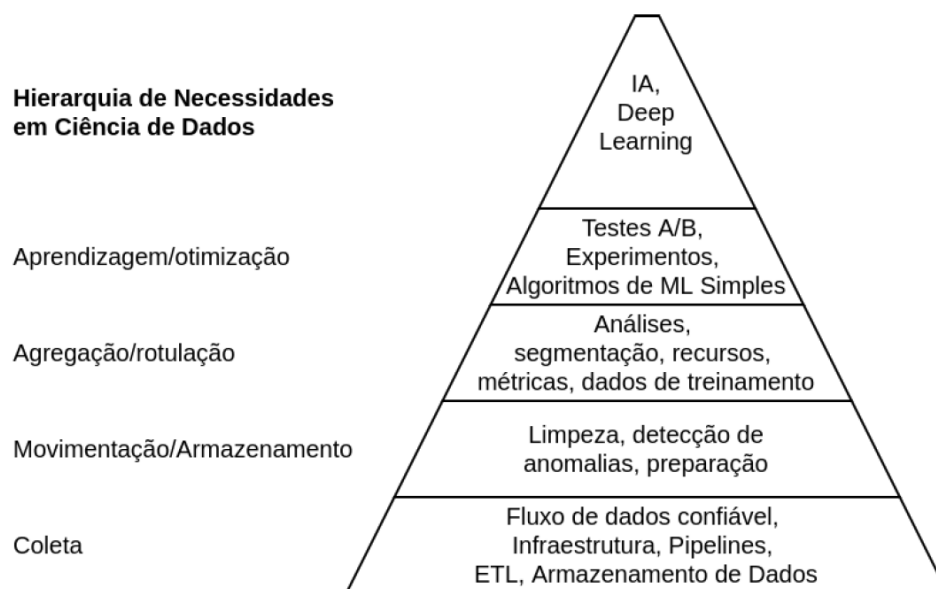 Hierarquia de Necessidades
em Ciência de Dados
IA,
Deep
Learning
Aprendizagem/otimização
Testes A/B,
Experimentos,
Algoritmos de ML Simples
Agregação/rotulação
Análises,
segmentação, recursos,
métricas, dados de treinamento
Movimentação/Armazenamento
Limpeza, detecção de
anomalias, preparação
Coleta
Fluxo de dados confiável,
Infraestrutura, Pipelines,
ETL, Armazenamento de Dados